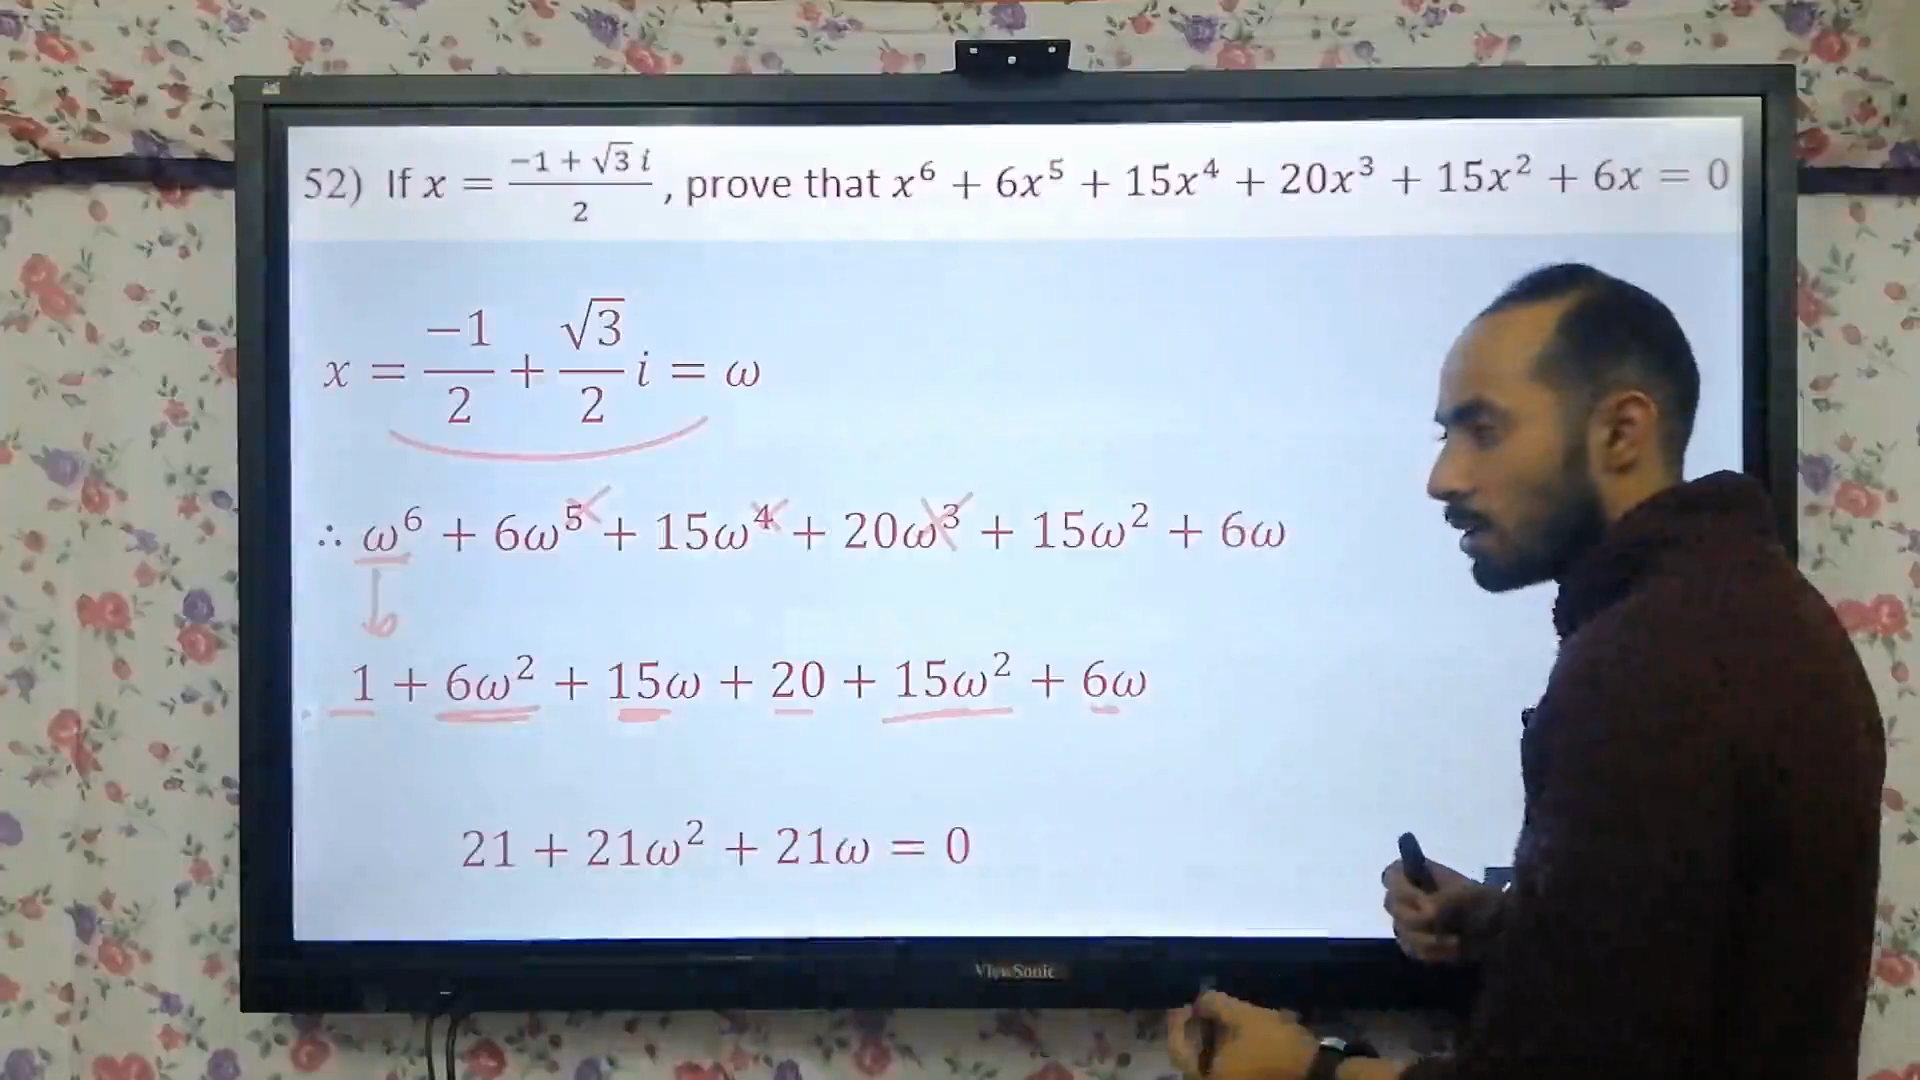 52) If x = (-1 + √3 i)/2 , prove that x⁶ + 6x⁵ + 15x⁴ + 20x³ + 15x² + 6x = 0
x = -1/2 + √3/2 i = ω
∴ ω⁶ + 6ω⁵ + 15ω⁴ + 20ω³ + 15ω² + 6ω
1 + 6ω² + 15ω + 20 + 15ω² + 6ω
21 + 21ω² + 21ω = 0
ViewSonic